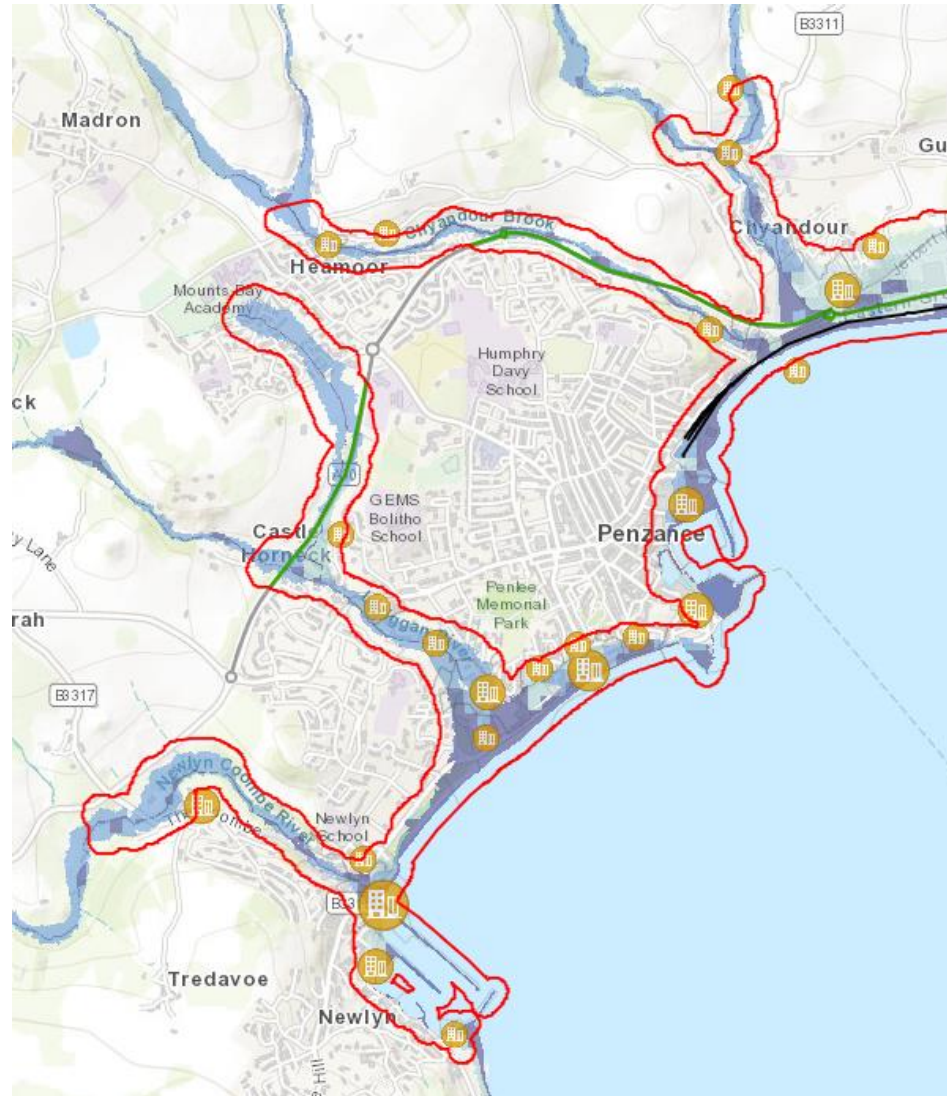 B3311
Madron
Gu
Chyandour
Chyandour Brook
Heamoor
Mounts Bay
Academy
Humphry
Davy
School
ck
GEMS
Bolitho
School
Castle
Horneck
Penzance
Penlee
Memorial
Park
rah
B3317
Newlyn Coombe River
Newlyn
School
Tredavoe
Newlyn